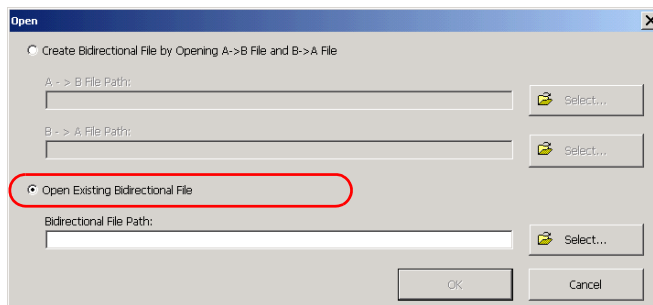 Open
Create Bidirectional File by Opening A->B File and B->A File
A - > B File Path:
Select...
B - > A File Path:
Select...
Open Existing Bidirectional File
Bidirectional File Path:
Select...
OK
Cancel